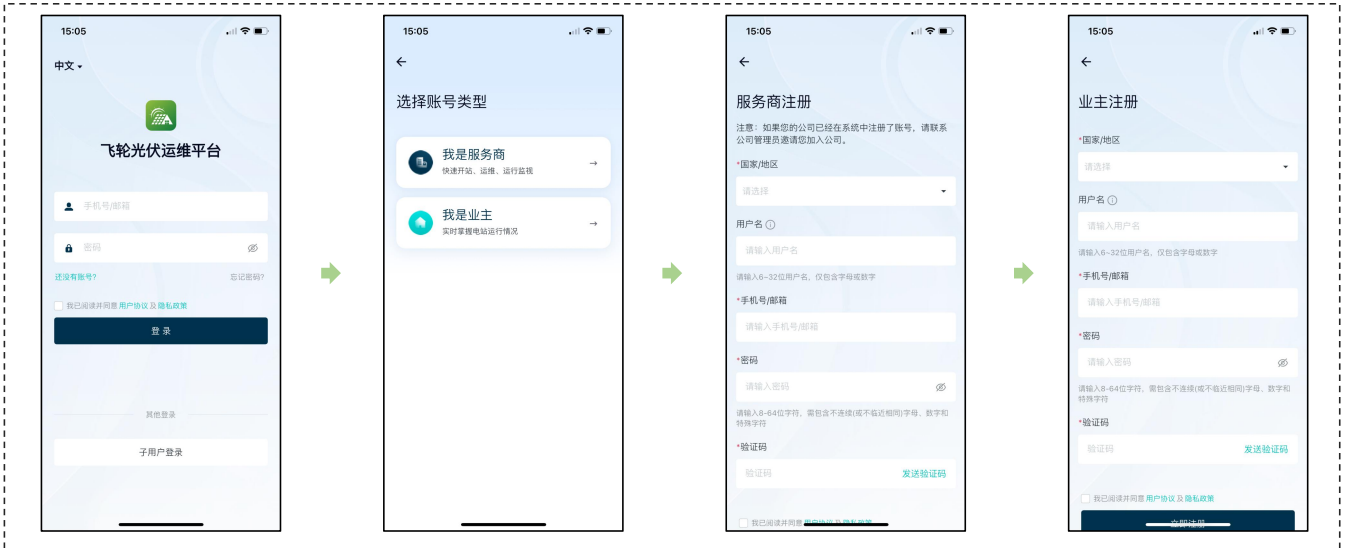 15:05
中文
飞轮光伏运维平台
手机号/邮箱
密码
还没有账号?
忘记密码?
我已阅读并同意 用户协议 及 隐私政策
登 录
其他登录
子用户登录
15:05
选择账号类型
我是服务商
快速开站、运维、运行监视
我是业主
实时掌握电站运行情况
15:05
服务商注册
注意：如果您的公司已经在系统中注册了账号，请联系
公司管理员邀请您加入公司。
*国家/地区
请选择
用户名
请输入用户名
请输入6-32位用户名，仅包含字母或数字
*手机号/邮箱
请输入手机号/邮箱
*密码
请输入密码
请输入8-64位字符，需包含不连续(或不临近相同)字母、数字和
特殊字符
*验证码
验证码
发送验证码
我已阅读并同意 用户协议 及 隐私政策
15:05
业主注册
*国家/地区
请选择
用户名
请输入用户名
请输入6-32位用户名，仅包含字母或数字
*手机号/邮箱
请输入手机号/邮箱
*密码
请输入密码
请输入8-64位字符，需包含不连续(或不临近相同)字母、数字和
特殊字符
*验证码
验证码
发送验证码
我已阅读并同意 用户协议 及 隐私政策
立即注册